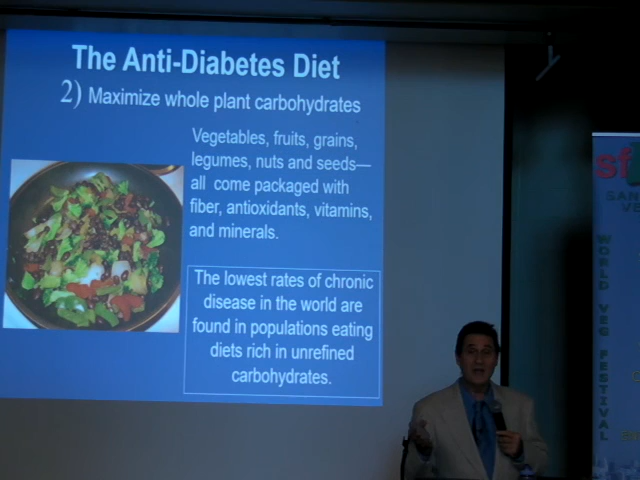 The Anti-Diabetes Diet
2) Maximize whole plant carbohydrates
Vegetables, fruits, grains,
legumes, nuts and seeds—
all come packaged with
fiber, antioxidants, vitamins,
and minerals.
The lowest rates of chronic
disease in the world are
found in populations eating
diets rich in unrefined
carbohydrates.
sf
SAN
VE
WORLD VEG FESTIVAL